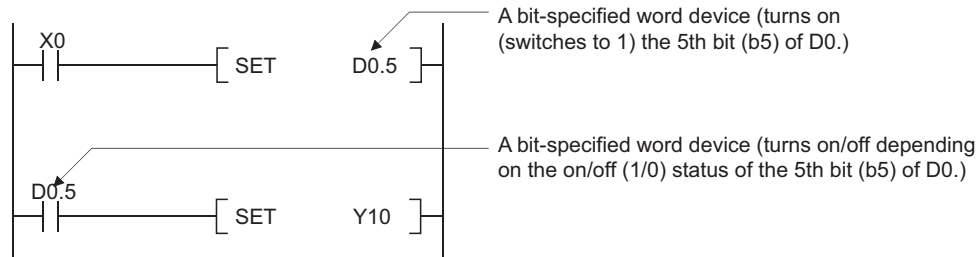 A bit-specified word device (turns on
(switches to 1) the 5th bit (b5) of D0.)
X0
SET D0.5
A bit-specified word device (turns on/off depending
on the on/off (1/0) status of the 5th bit (b5) of D0.)
D0.5
SET Y10